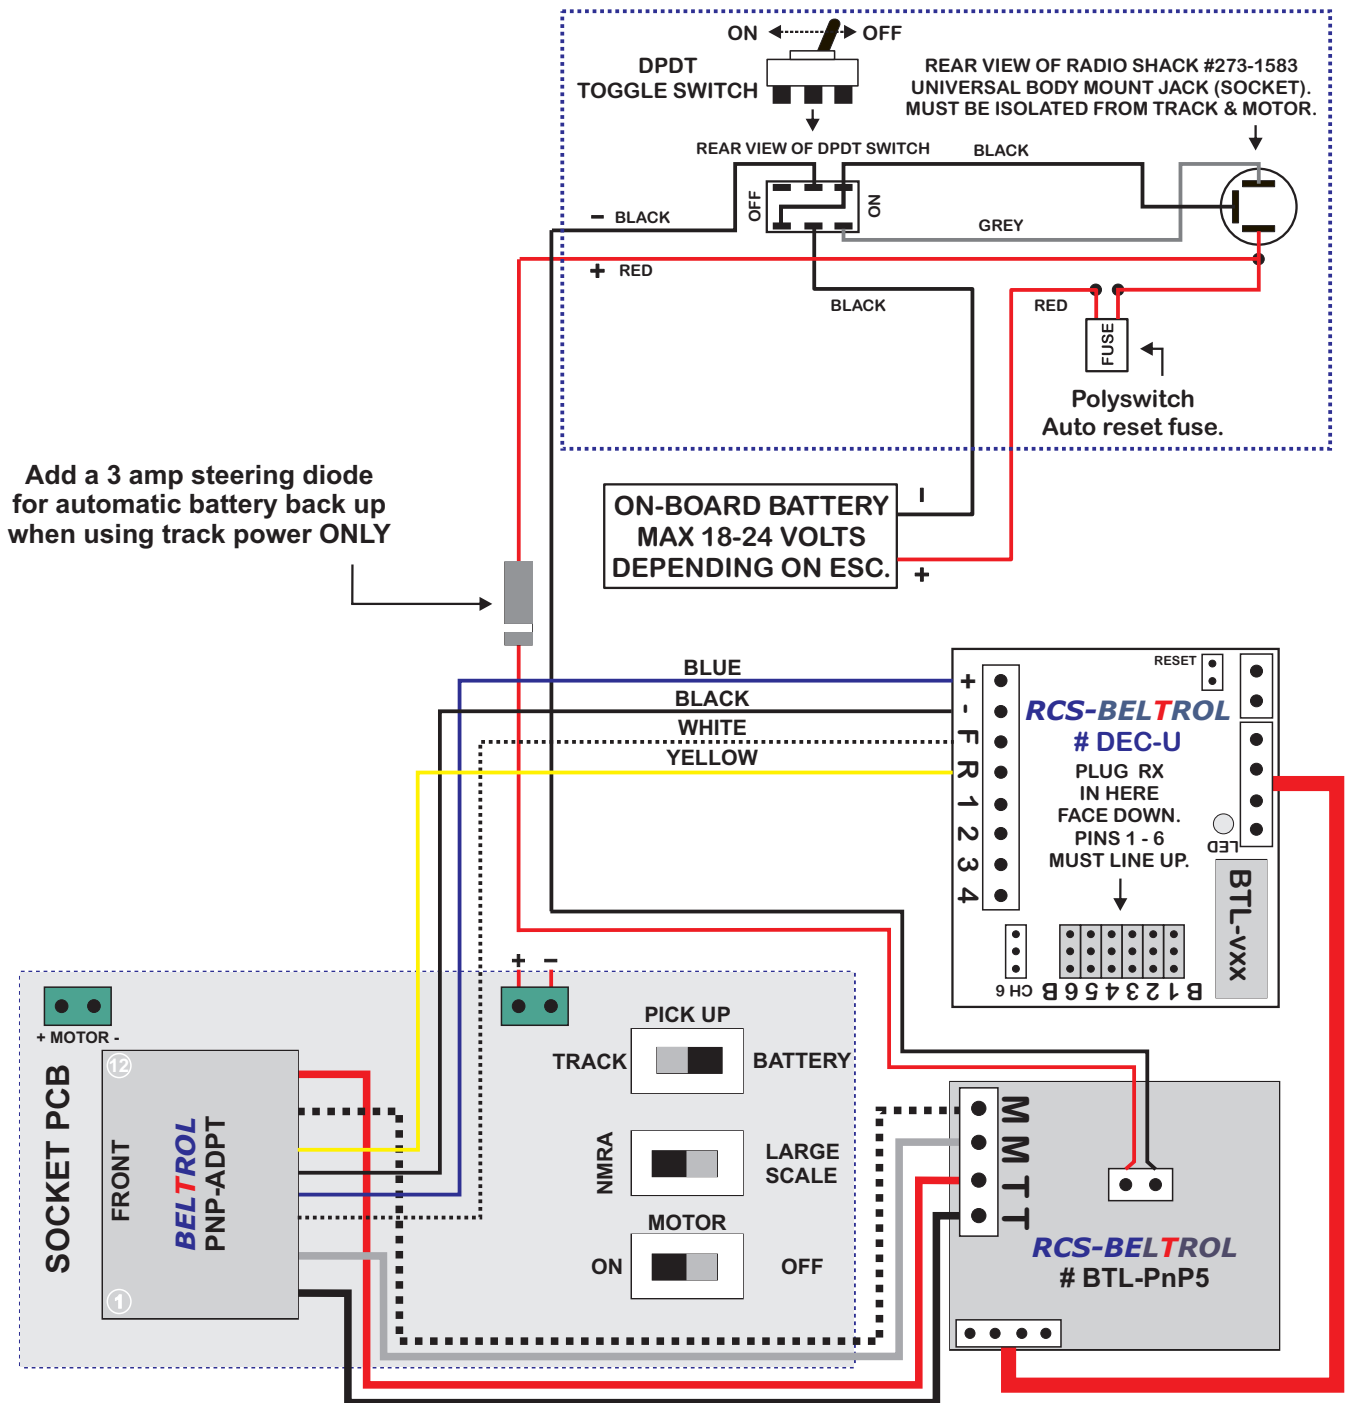 ON OFF
DPDT
TOGGLE SWITCH
REAR VIEW OF RADIO SHACK #273-1583
UNIVERSAL BODY MOUNT JACK (SOCKET).
MUST BE ISOLATED FROM TRACK & MOTOR.
REAR VIEW OF DPDT SWITCH
BLACK
OFF
ON
- BLACK
GREY
+ RED
BLACK
RED
FUSE
Polyswitch
Auto reset fuse.
Add a 3 amp steering diode
for automatic battery back up
when using track power ONLY
ON-BOARD BATTERY
MAX 18-24 VOLTS
DEPENDING ON ESC.
-
+
BLUE
BLACK
WHITE
YELLOW
RESET
+
-
F
R
1
2
3
4
RCS-BELTROL
# DEC-U
PLUG RX
IN HERE
FACE DOWN.
PINS 1 - 6
MUST LINE UP.
LED
BTL-vxx
CH 6
B 1 2 3 4 5 6 B
+ -
+ MOTOR -
PICK UP
TRACK BATTERY
NMRA
LARGE
SCALE
MOTOR
ON OFF
SOCKET PCB
12
FRONT
1
BELTROL
PNP-ADPT
M
M
T
T
RCS-BELTROL
# BTL-PnP5